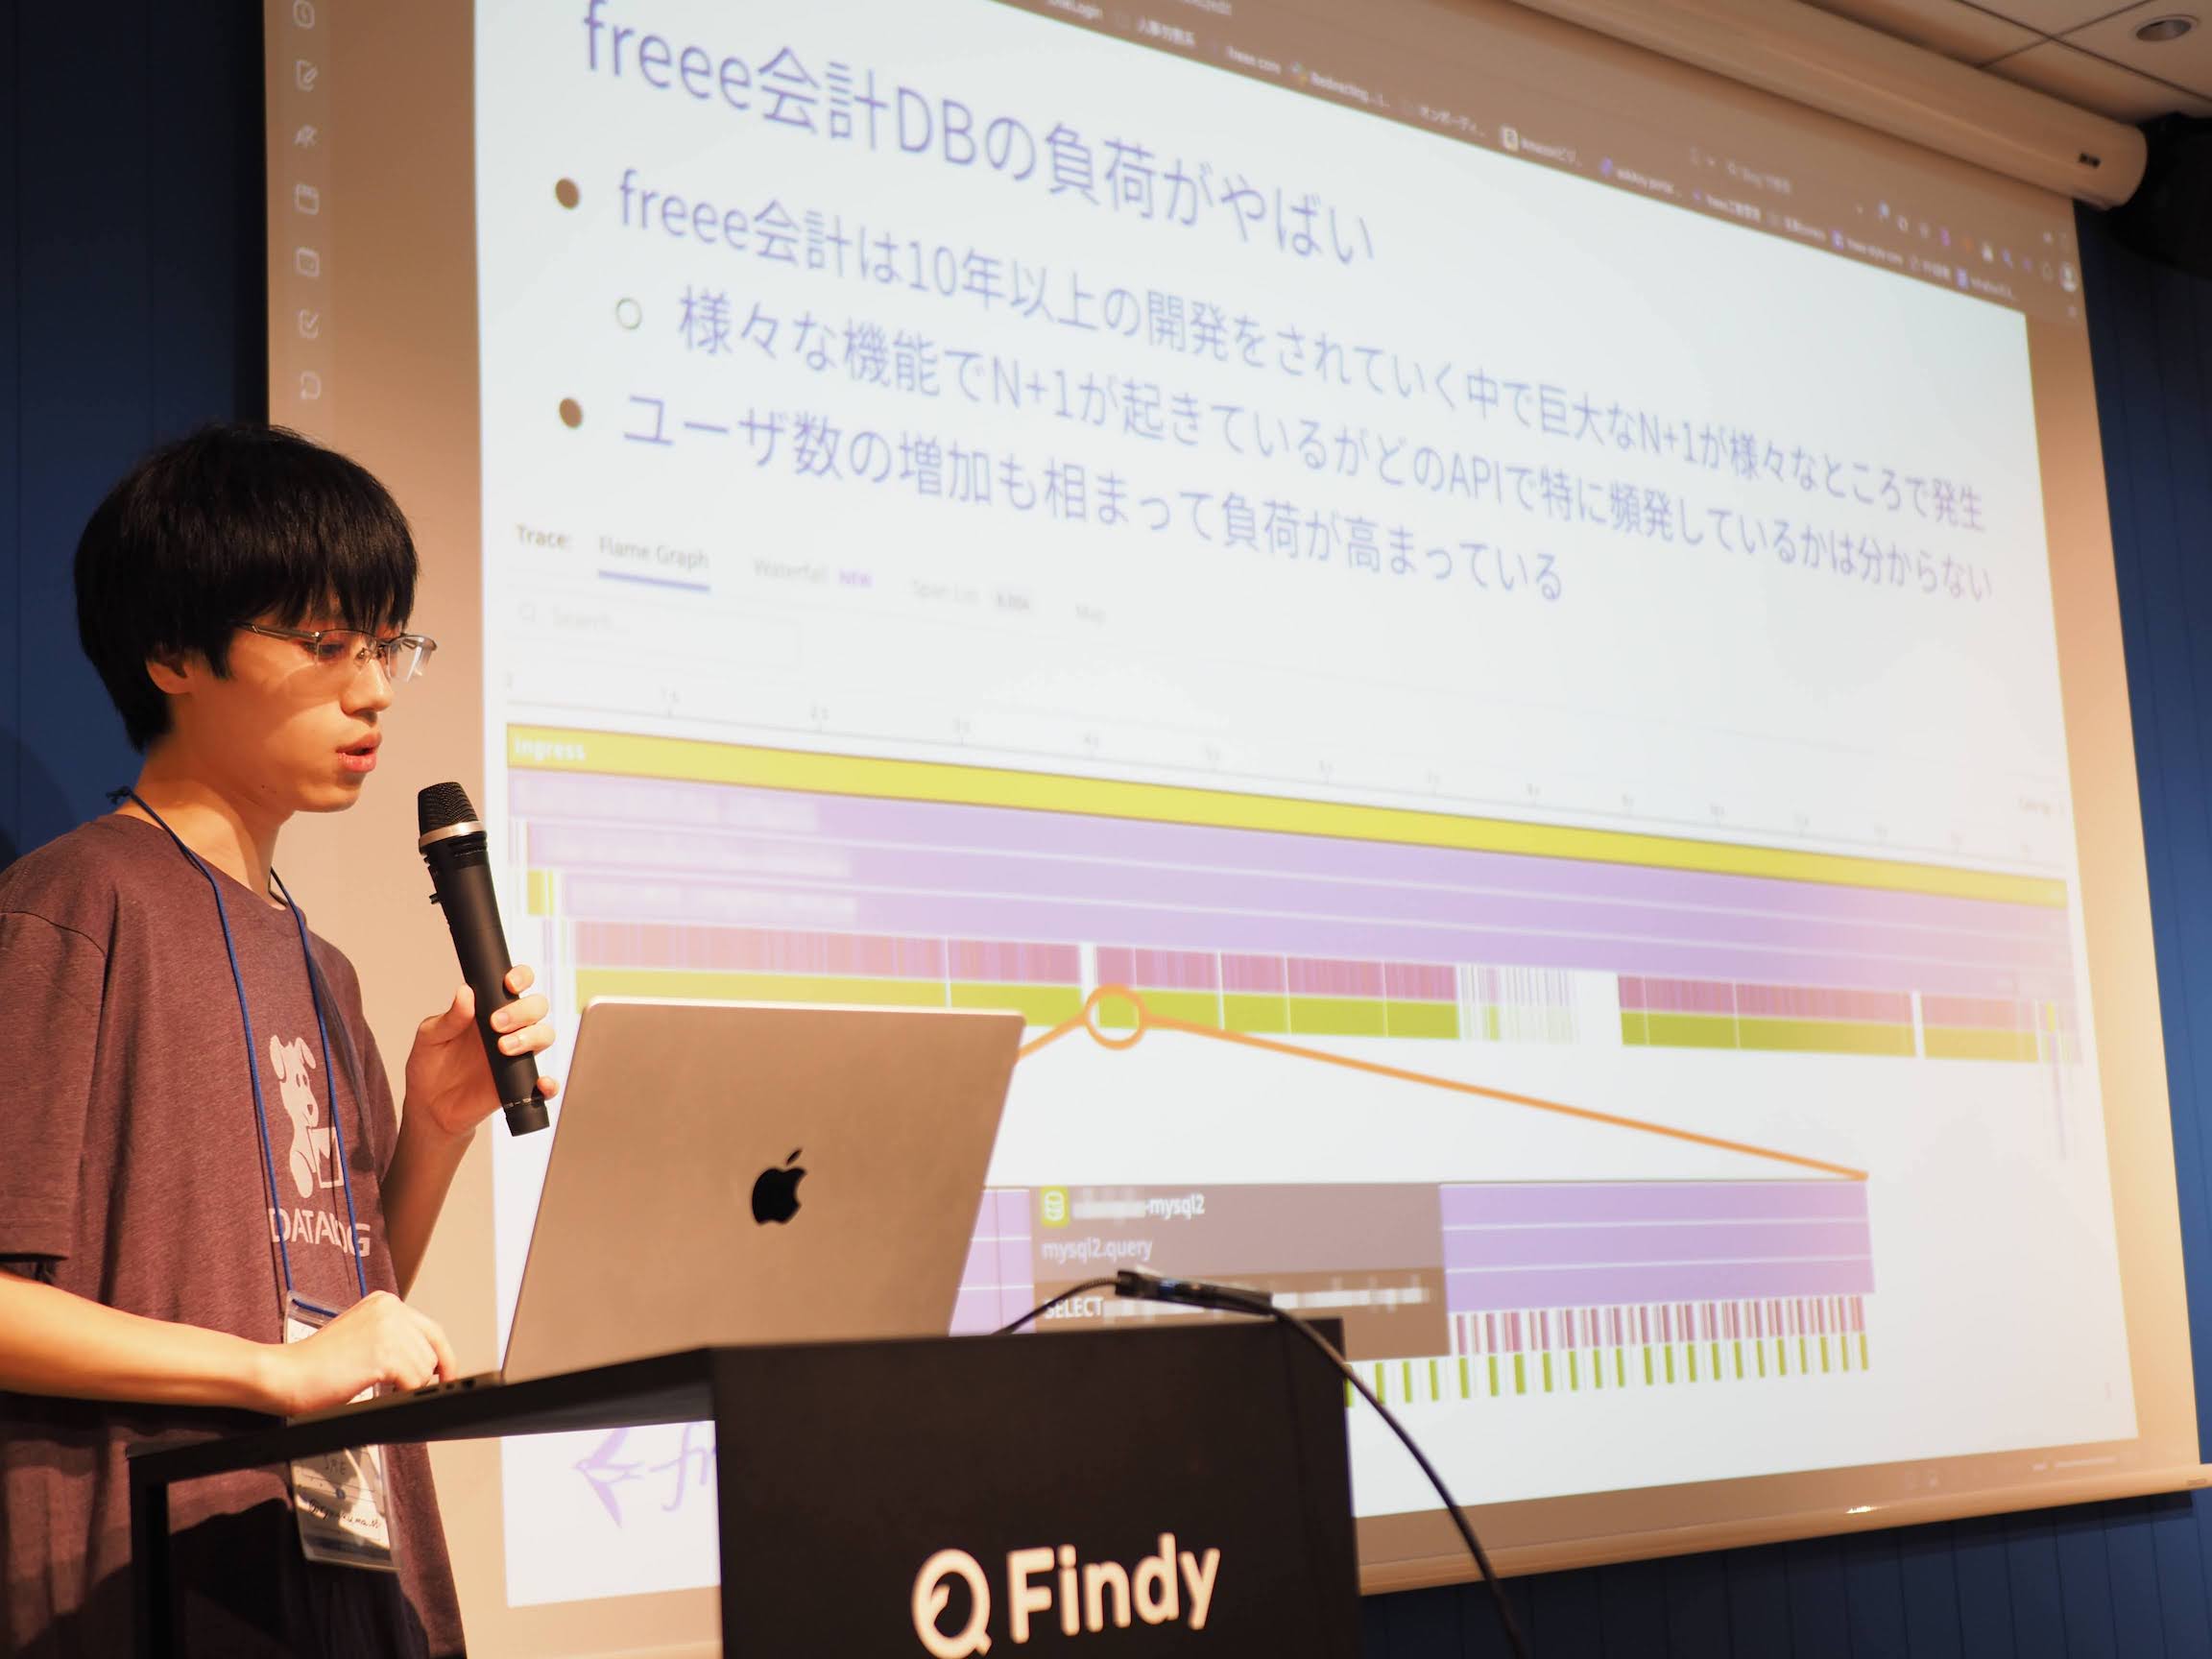 freee会計DBの負荷がやばい
freee会計は10年以上の開発をされていく中で巨大なN+1が様々なところで発生
様々な機能でN+1が起きているがどのAPIで特に頻発しているかは分からない
ユーザ数の増加も相まって負荷が高まっている
Trace: Flame Graph Waterfall NEW Span List Map
Search...
ingress
-mysql2
mysql2.query
SELECT
DATADOG
Findy